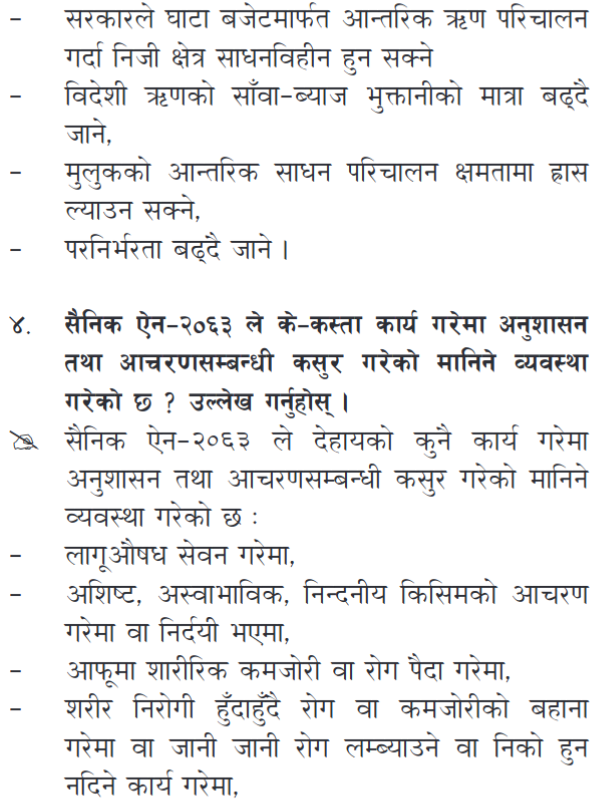 – सरकारले घाटा बजेटमार्फत आन्तरिक ऋण परिचालन
गर्दा निजी क्षेत्र साधनविहीन हुन सक्ने
– विदेशी ऋणको साँवा-ब्याज भुक्तानीको मात्रा बढ्दै
जाने,
– मुलुकको आन्तरिक साधन परिचालन क्षमतामा ह्रास
ल्याउन सक्ने,
– परनिर्भरता बढ्दै जाने ।
४. सैनिक ऐन-२०६३ ले के-कस्ता कार्य गरेमा अनुशासन
तथा आचरणसम्बन्धी कसुर गरेको मानिने व्यवस्था
गरेको छ ? उल्लेख गर्नुहोस् ।
सैनिक ऐन-२०६३ ले देहायको कुनै कार्य गरेमा
अनुशासन तथा आचरणसम्बन्धी कसुर गरेको मानिने
व्यवस्था गरेको छ :
– लागूऔषध सेवन गरेमा,
– अशिष्ट, अस्वाभाविक, निन्दनीय किसिमको आचरण
गरेमा वा निर्दयी भएमा,
– आफूमा शारीरिक कमजोरी वा रोग पैदा गरेमा,
– शरीर निरोगी हुँदाहुँदै रोग वा कमजोरीको बहाना
गरेमा वा जानी जानी रोग लम्ब्याउने वा निको हुन
नदिने कार्य गरेमा,